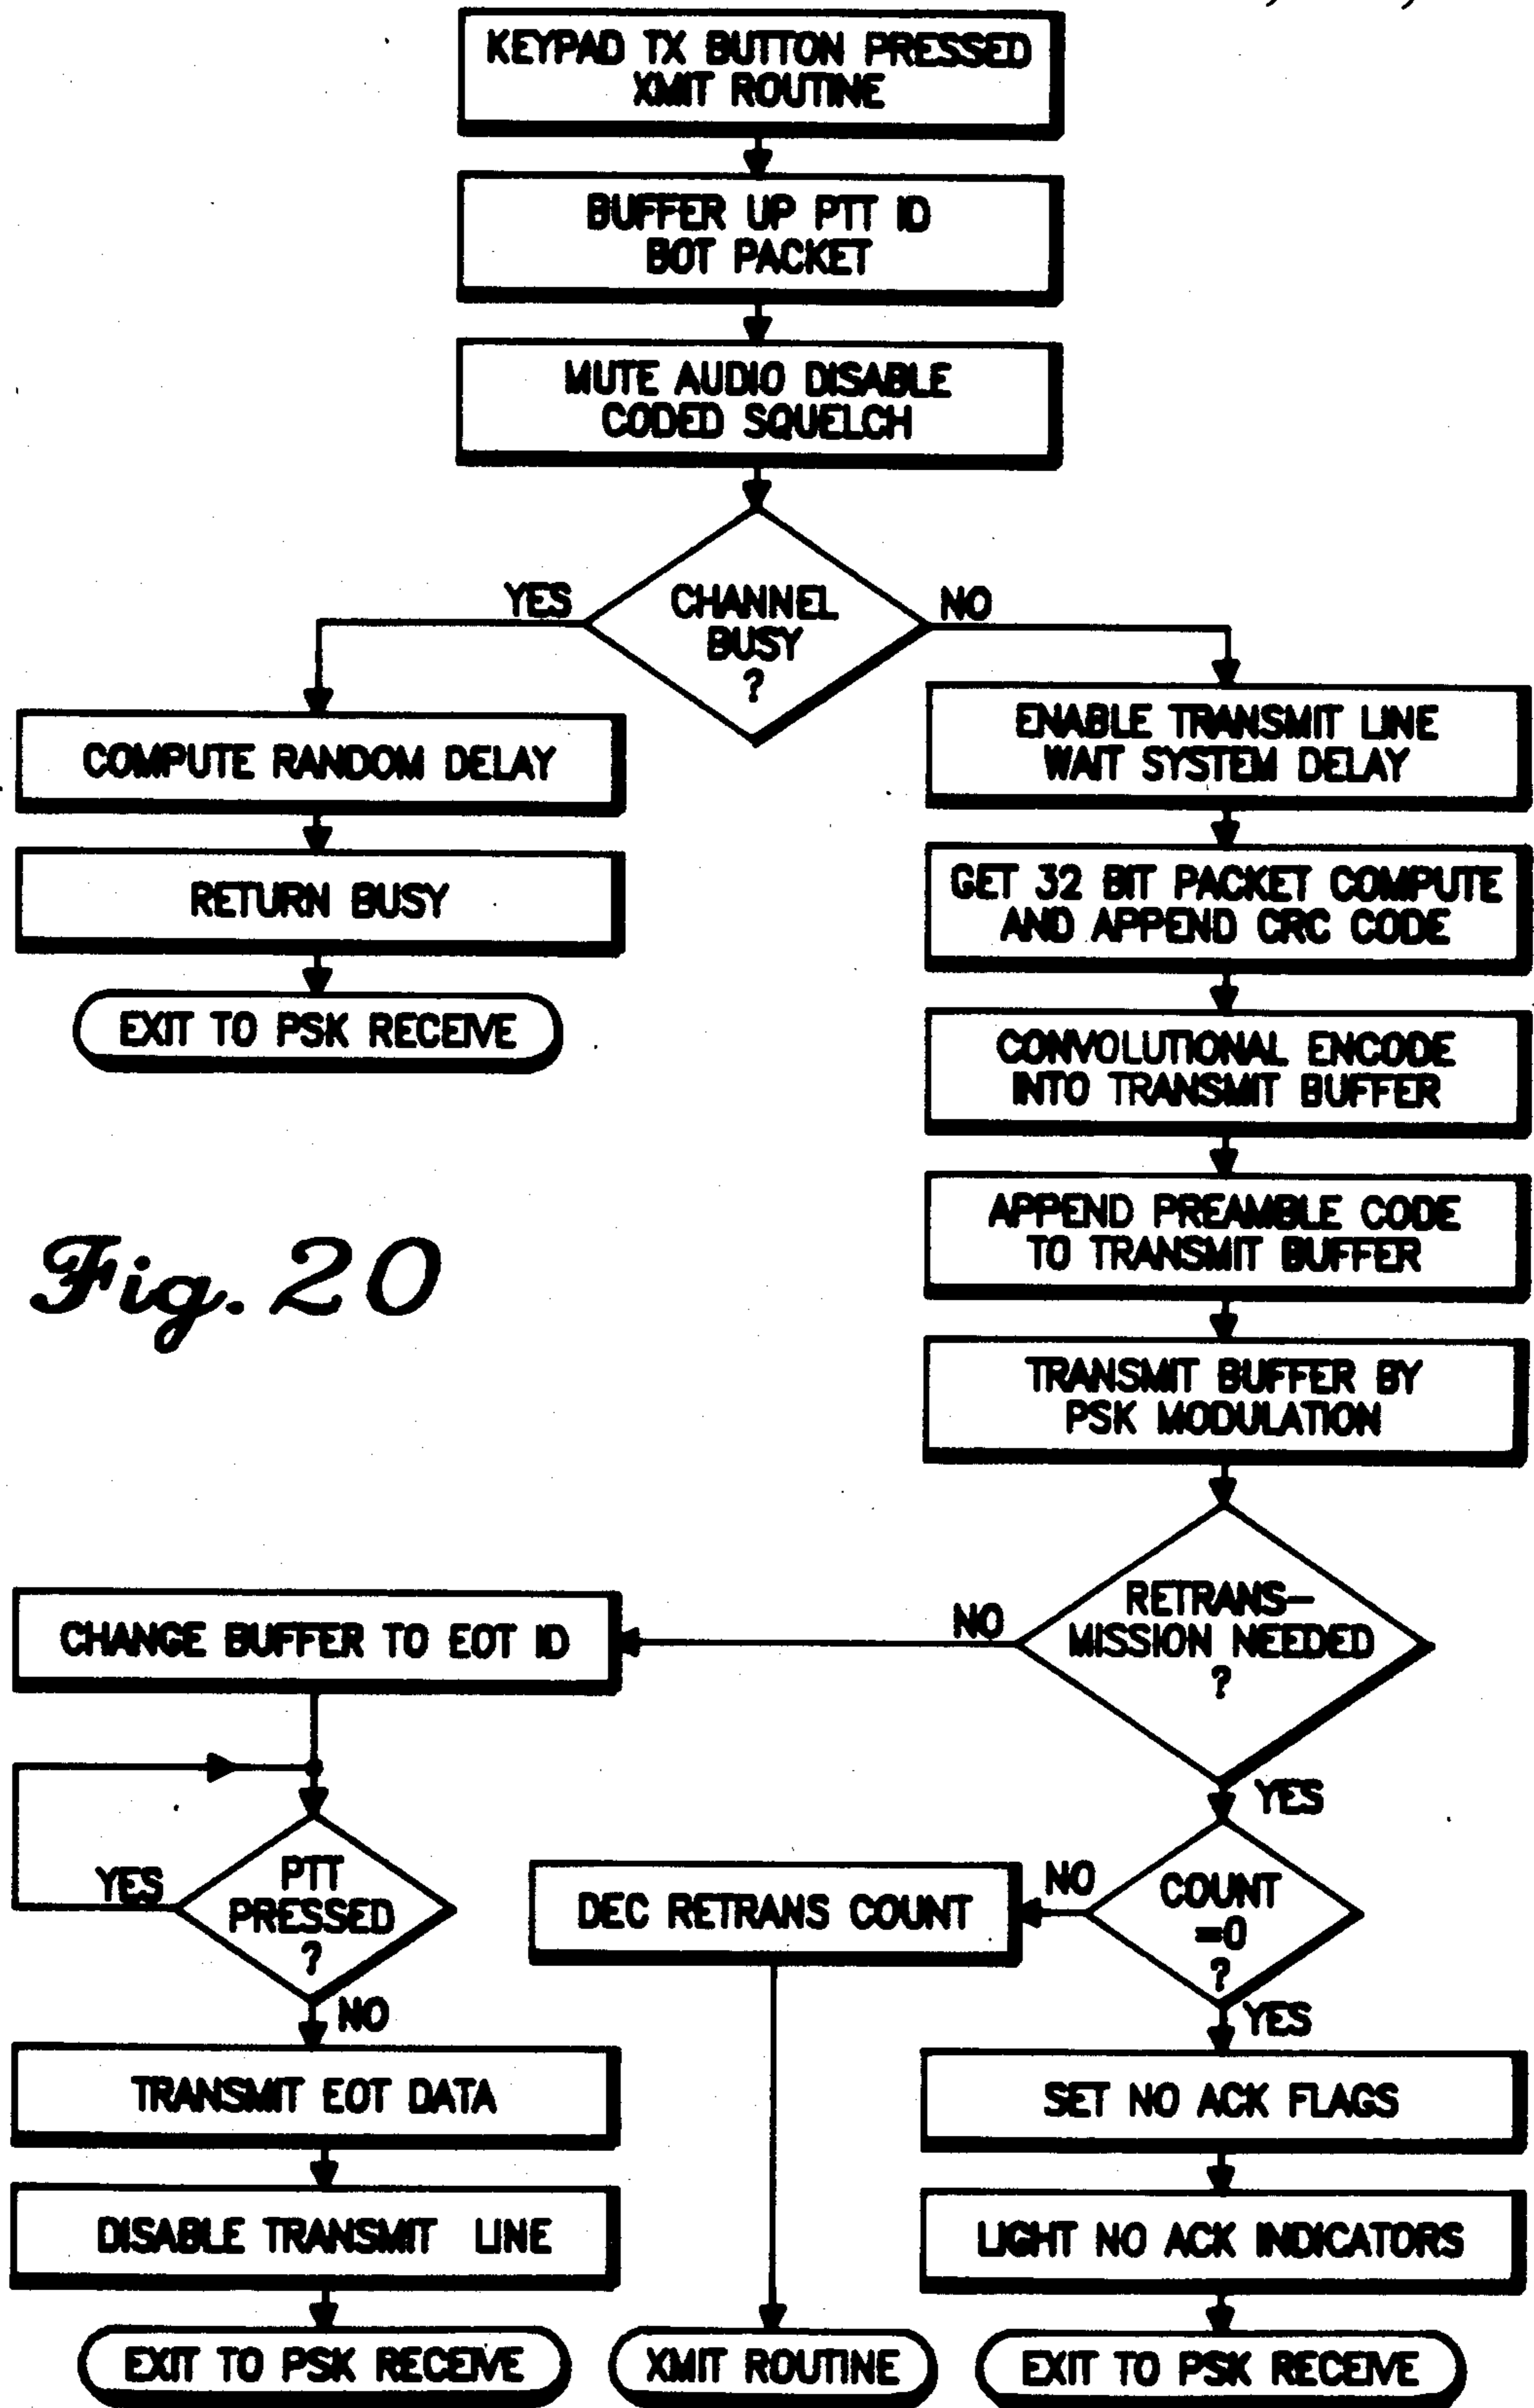 KEYPAD TX BUTTON PRESSED
XMIT ROUTINE
BUFFER UP PTT ID
BOT PACKET
MUTE AUDIO DISABLE
CODED SQUELCH
CHANNEL
BUSY
?
YES
NO
COMPUTE RANDOM DELAY
RETURN BUSY
EXIT TO PSK RECEIVE
ENABLE TRANSMIT LINE
WAIT SYSTEM DELAY
GET 32 BIT PACKET COMPUTE
AND APPEND CRC CODE
CONVOLUTIONAL ENCODE
INTO TRANSMIT BUFFER
APPEND PREAMBLE CODE
TO TRANSMIT BUFFER
Fig. 20
TRANSMIT BUFFER BY
PSK MODULATION
RETRANS-
MISSION NEEDED
?
NO
YES
CHANGE BUFFER TO EOT ID
PTT
PRESSED
?
YES
NO
DEC RETRANS COUNT
NO
COUNT
=0
?
YES
TRANSMIT EOT DATA
SET NO ACK FLAGS
DISABLE TRANSMIT LINE
LIGHT NO ACK INDICATORS
EXIT TO PSK RECEIVE
XMIT ROUTINE
EXIT TO PSK RECEIVE